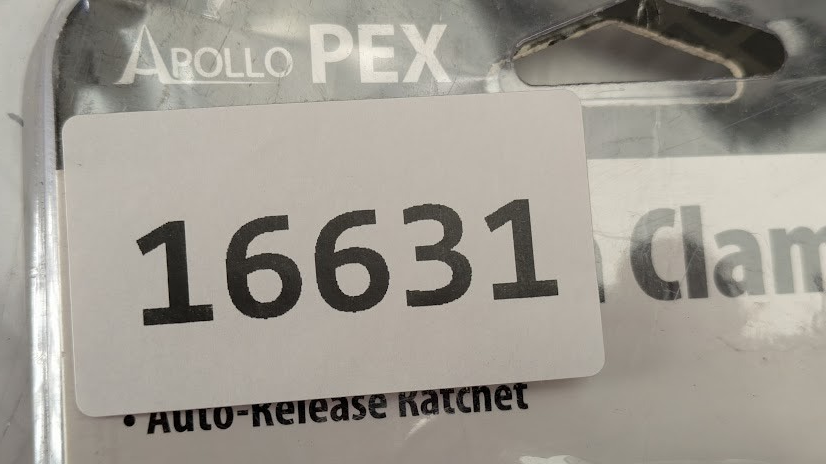 APOLLO PEX
16631
Clam
• Auto-Release Ratchet